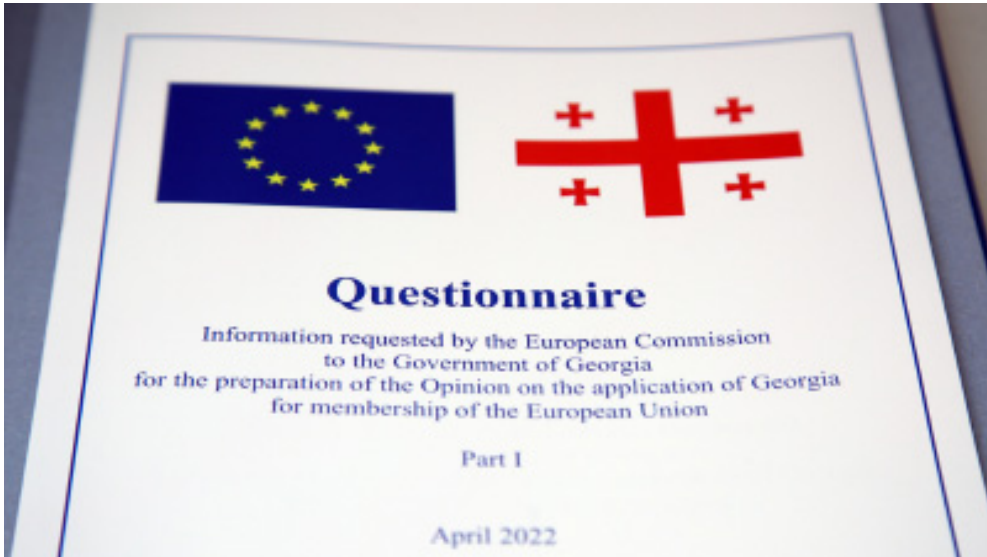 Questionnaire
Information requested by the European Commission
to the Government of Georgia
for the preparation of the Opinion on the application of Georgia
for membership of the European Union
Part I
April 2022